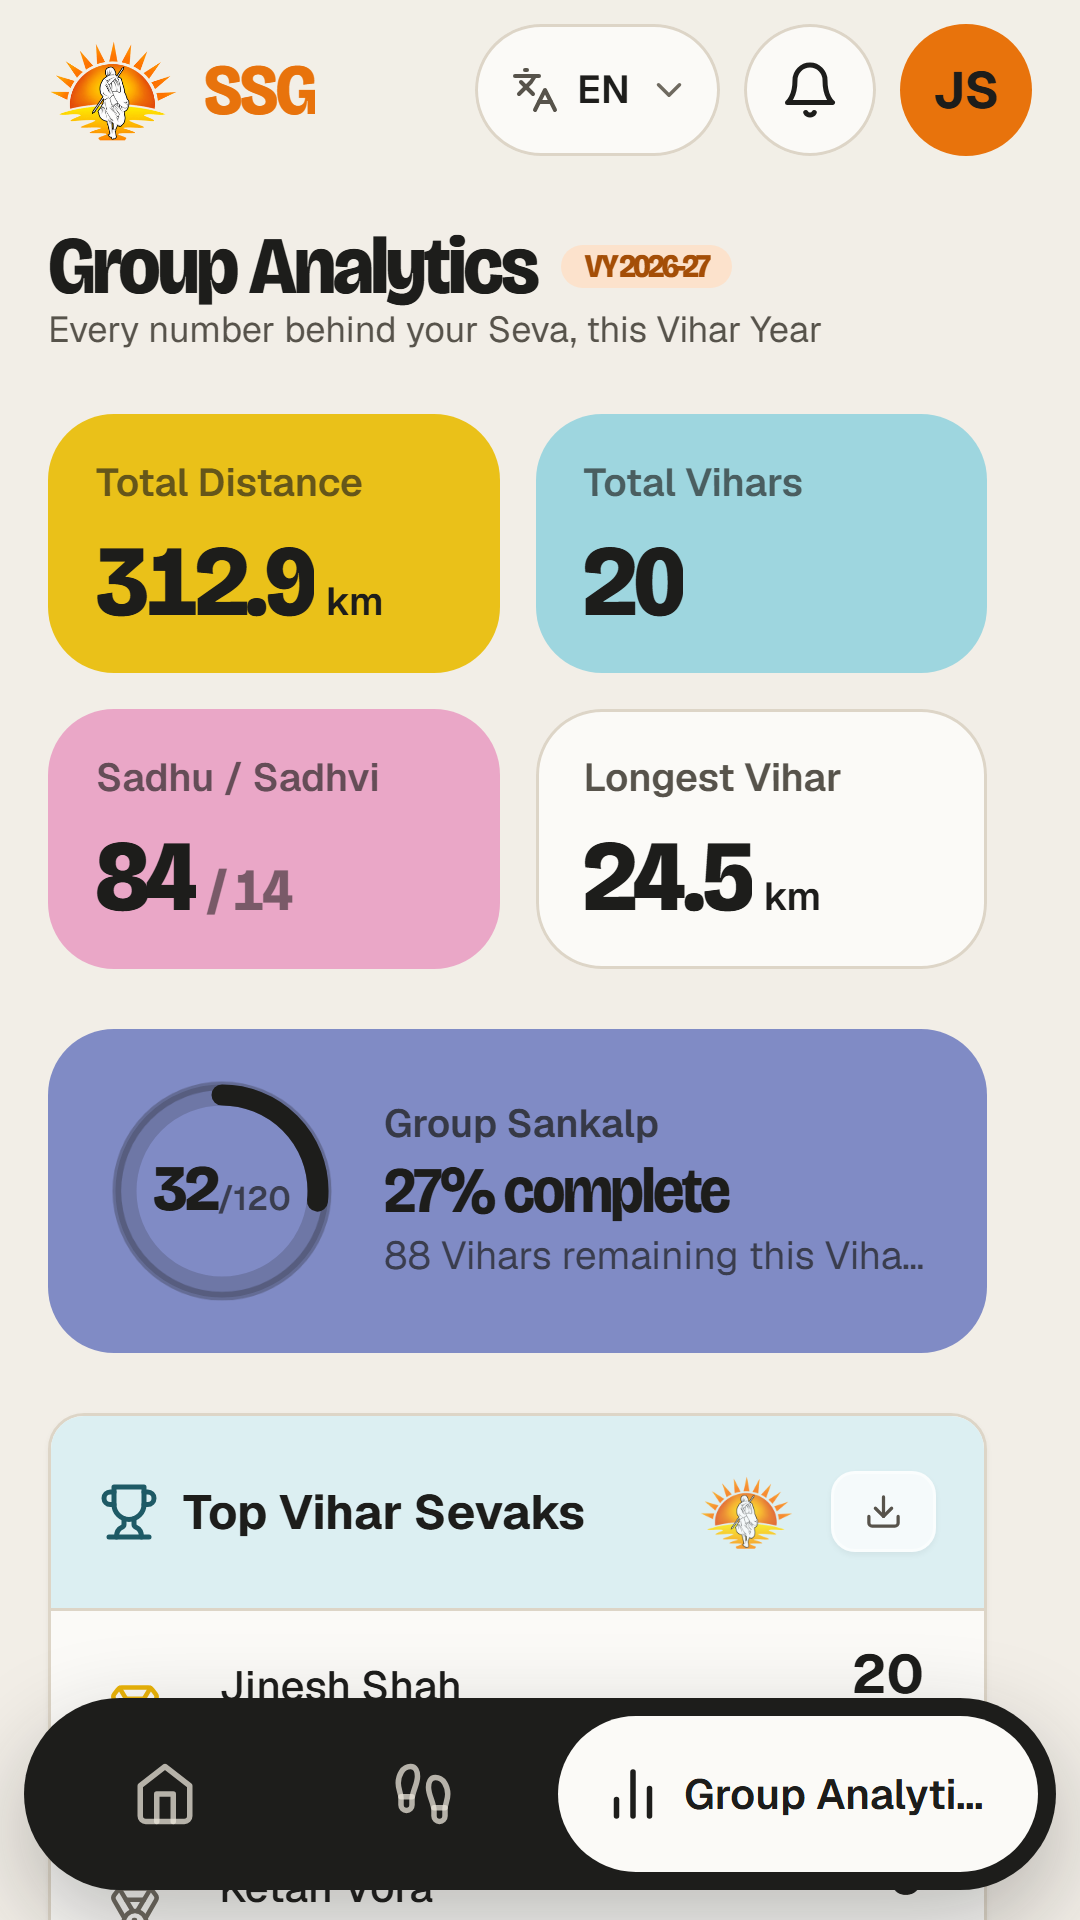 SSG
EN
JS
Group Analytics
VY 2026-27
Every number behind your Seva, this Vihar Year
Total Distance
312.9 km
Total Vihars
20
Sadhu / Sadhvi
84 / 14
Longest Vihar
24.5 km
32/120
Group Sankalp
27% complete
88 Vihars remaining this Viha...
Top Vihar Sevaks
Jinesh Shah
20
Group Analyti...
Ketan Vora